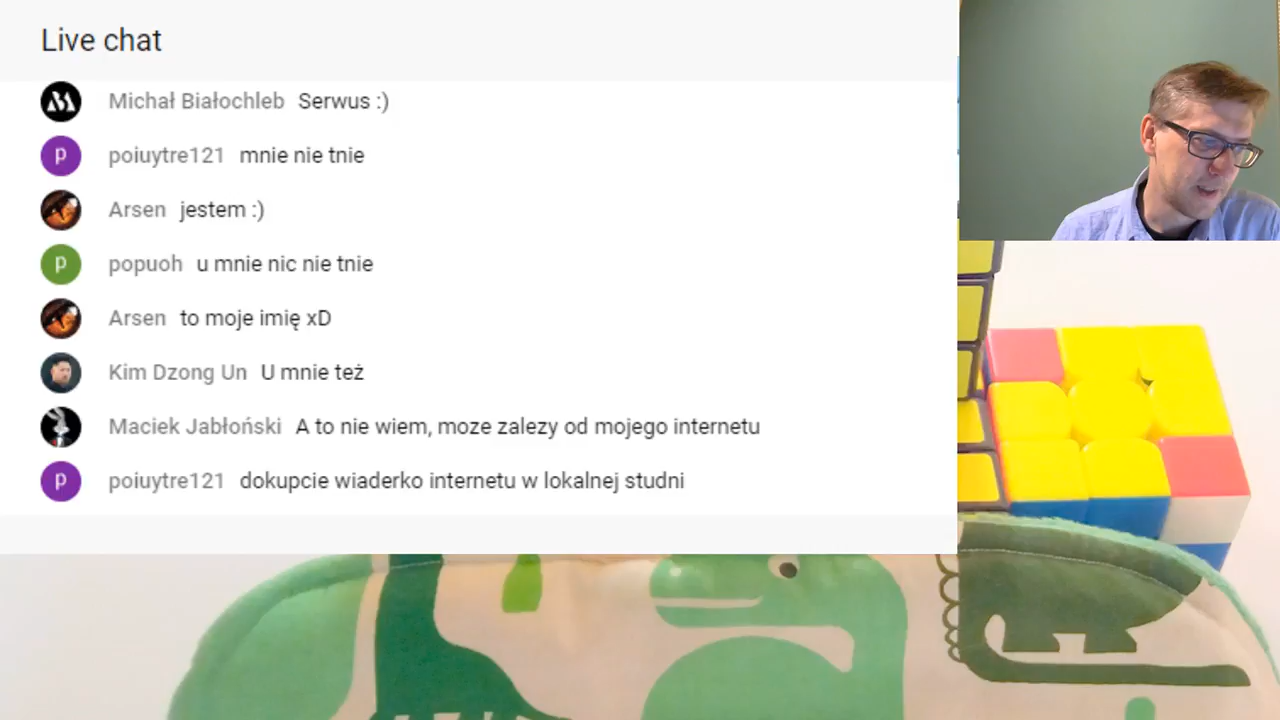 Live chat
Michał Białochleb Serwus :)
p poiuytre121 mnie nie tnie
Arsen jestem :)
p popuoh u mnie nic nie tnie
Arsen to moje imię xD
Kim Dzong Un U mnie też
Maciek Jabłoński A to nie wiem, moze zalezy od mojego internetu
p poiuytre121 dokupcie wiaderko internetu w lokalnej studni